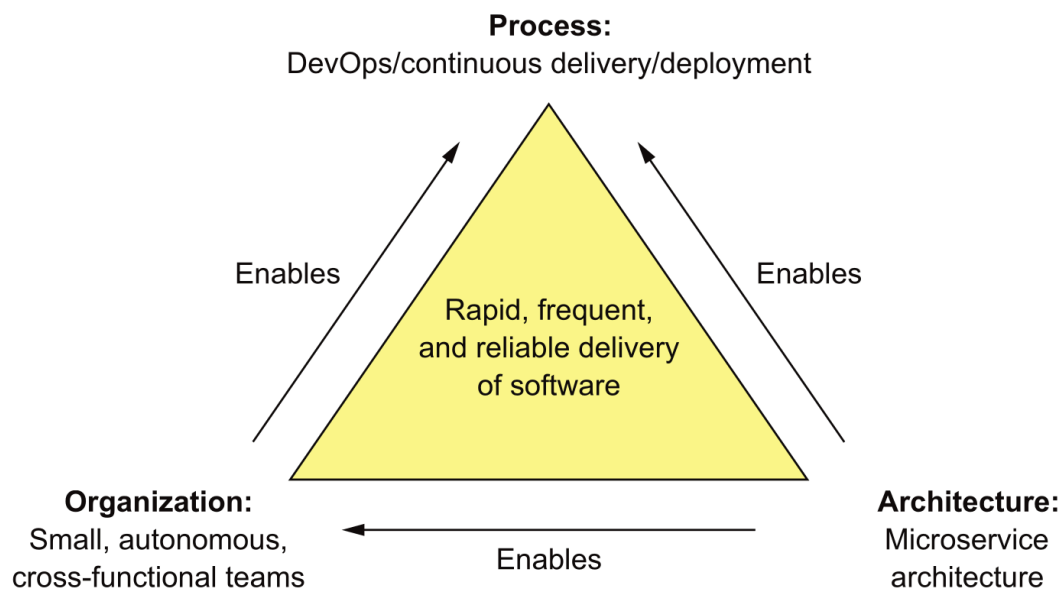 Process:
DevOps/continuous delivery/deployment
Enables
Enables
Rapid, frequent,
and reliable delivery
of software
Organization:
Small, autonomous,
cross-functional teams
Enables
Architecture:
Microservice
architecture